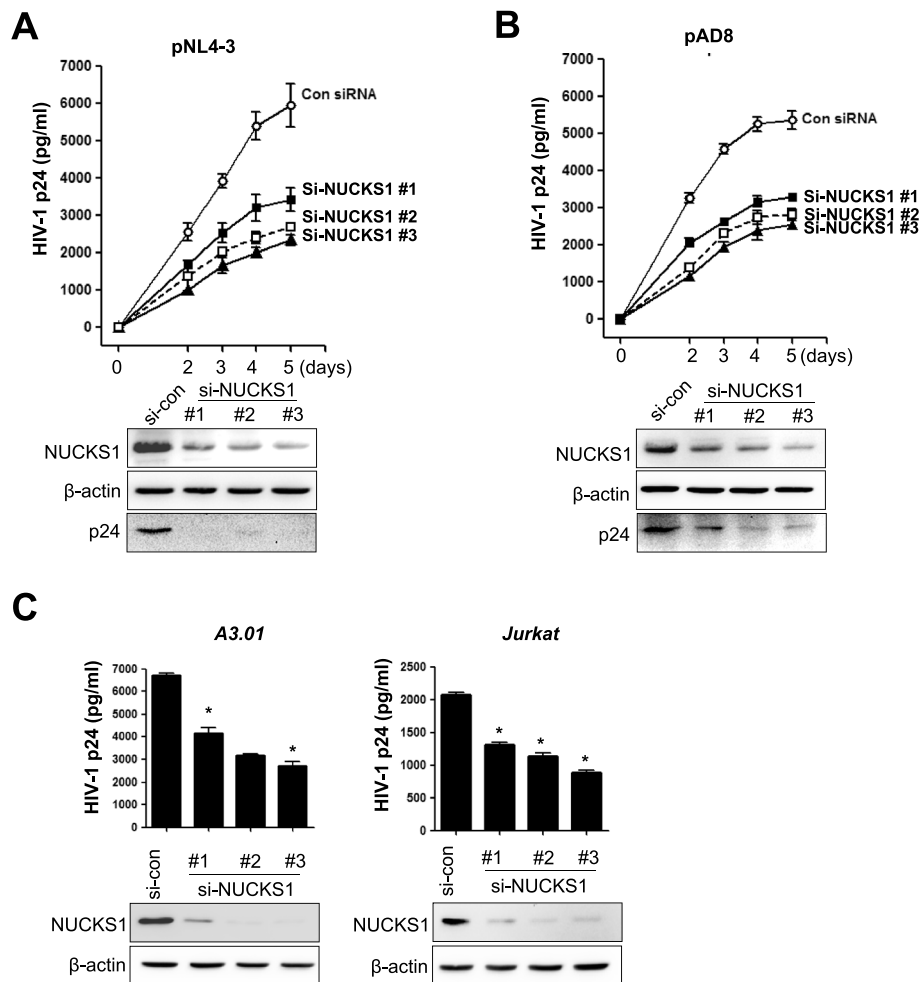 A
pNL4-3
HIV-1 p24 (pg/ml)
7000
6000
5000
4000
3000
2000
1000
0
Con siRNA
Si-NUCKS1 #1
Si-NUCKS1 #2
Si-NUCKS1 #3
0 2 3 4 5 (days)
si-con
si-NUCKS1
#1 #2 #3
NUCKS1
β-actin
p24
B
pAD8
HIV-1 p24 (pg/ml)
7000
6000
5000
4000
3000
2000
1000
0
Con siRNA
Si-NUCKS1 #1
Si-NUCKS1 #2
Si-NUCKS1 #3
0 2 3 4 5 (days)
si-con
si-NUCKS1
#1 #2 #3
NUCKS1
β-actin
p24
C
A3.01
HIV-1 p24 (pg/ml)
7000
6000
5000
4000
3000
2000
1000
0
* *
si-con
#1 #2 #3
si-NUCKS1
NUCKS1
β-actin
Jurkat
HIV-1 p24 (pg/ml)
2500
2000
1500
1000
500
0
* * *
si-con
#1 #2 #3
si-NUCKS1
NUCKS1
β-actin